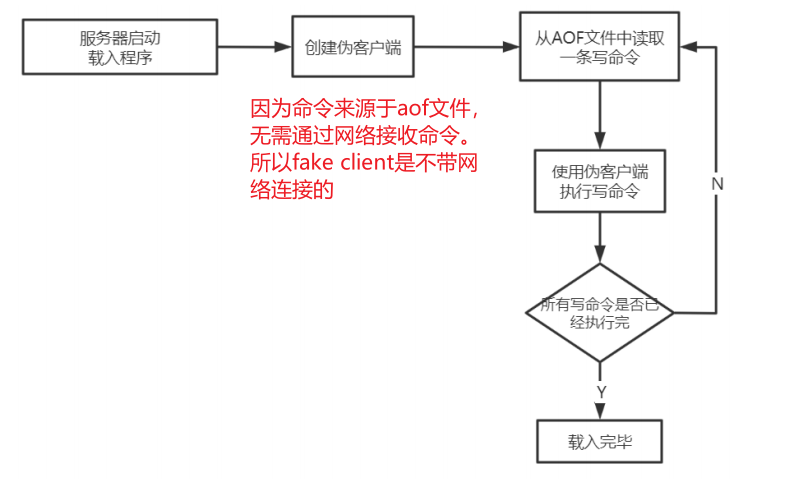 服务器启动
载入程序
创建伪客户端
从AOF文件中读取
一条写命令
因为命令来源于aof文件，
无需通过网络接收命令。
所以fake client是不带网
络连接的
使用伪客户端
执行写命令
N
所有写命令是否已
经执行完
Y
载入完毕